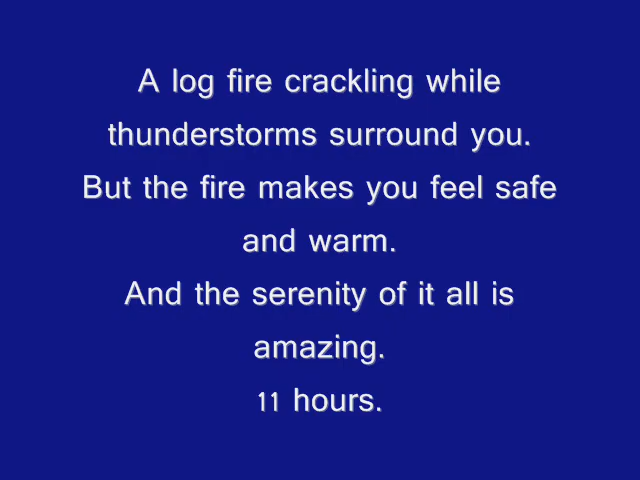 A log fire crackling while
thunderstorms surround you.
But the fire makes you feel safe
and warm.
And the serenity of it all is
amazing.
11 hours.